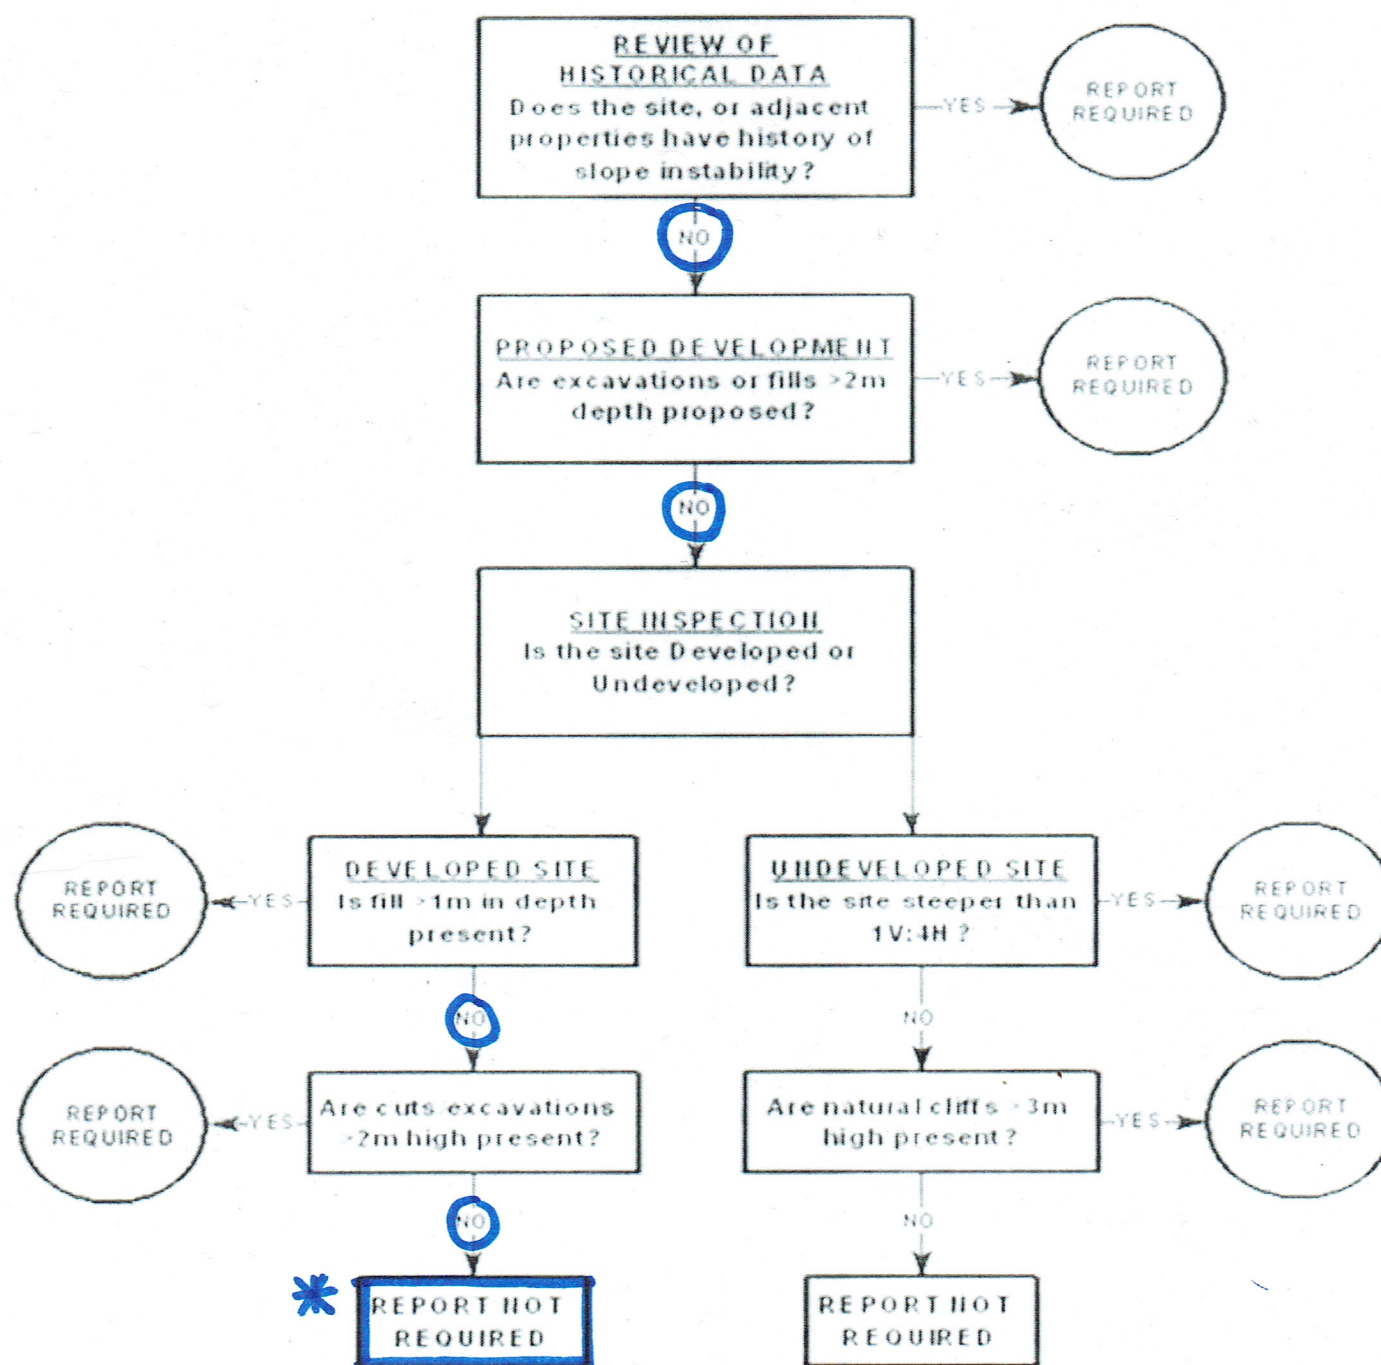 REVIEW OF
HISTORICAL DATA
Does the site, or adjacent
properties have history of
slope instability?
YES
REPORT
REQUIRED
NO
PROPOSED DEVELOPMENT
Are excavations or fills >2m
depth proposed?
YES
REPORT
REQUIRED
NO
SITE INSPECTION
Is the site Developed or
Undeveloped?
DEVELOPED SITE
Is fill >1m in depth
present?
YES
REPORT
REQUIRED
UNDEVELOPED SITE
Is the site steeper than
1V:4H ?
YES
REPORT
REQUIRED
NO
NO
Are cuts/excavations
>2m high present?
YES
REPORT
REQUIRED
Are natural cliffs >3m
high present?
YES
REPORT
REQUIRED
NO
NO
*
REPORT NOT
REQUIRED
REPORT NOT
REQUIRED